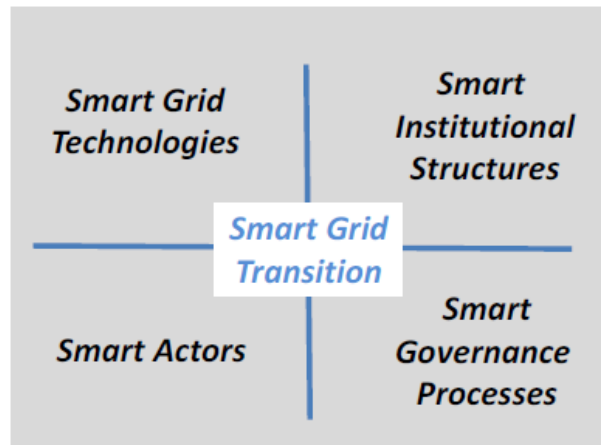 Smart Grid
Technologies
Smart
Institutional
Structures
Smart Grid
Transition
Smart Actors
Smart
Governance
Processes